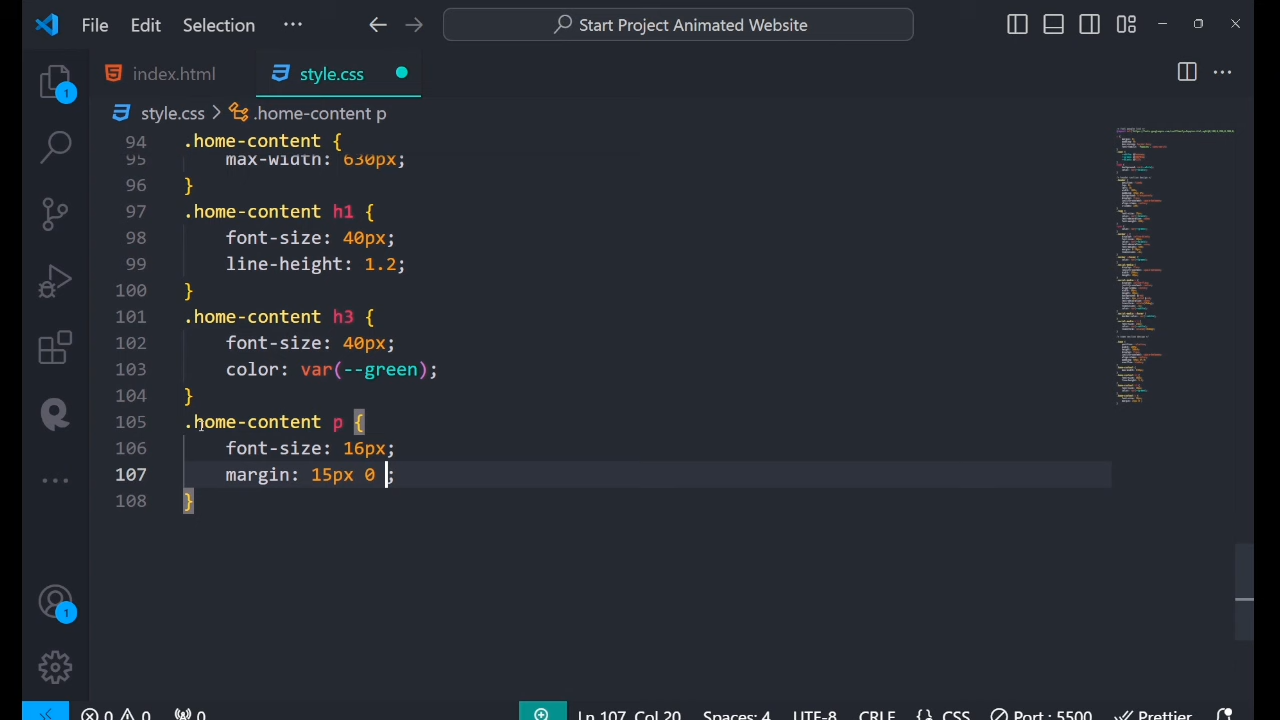 File Edit Selection ··· Start Project Animated Website
index.html style.css
style.css > .home-content p
94 .home-content {
95 max-width: 630px;
96 }
97 .home-content h1 {
98 font-size: 40px;
99 line-height: 1.2;
100 }
101 .home-content h3 {
102 font-size: 40px;
103 color: var(--green);
104 }
105 .home-content p {
106 font-size: 16px;
107 margin: 15px 0 ;
108 }
1
1
0 0 0 Ln 107, Col 20 Spaces: 4 UTF-8 CRLF {} CSS Port : 5500 Prettier